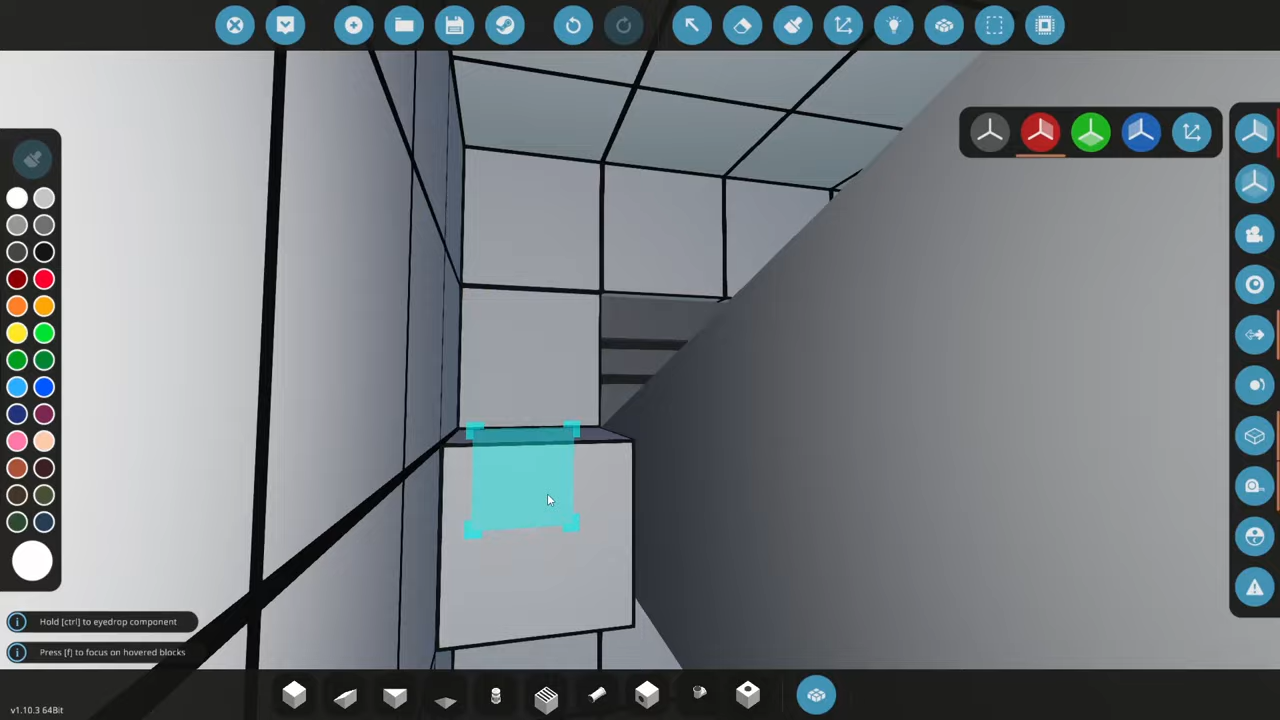 Hold [ctrl] to eyedrop component
Press [f] to focus on hovered blocks
v1.10.3 64Bit